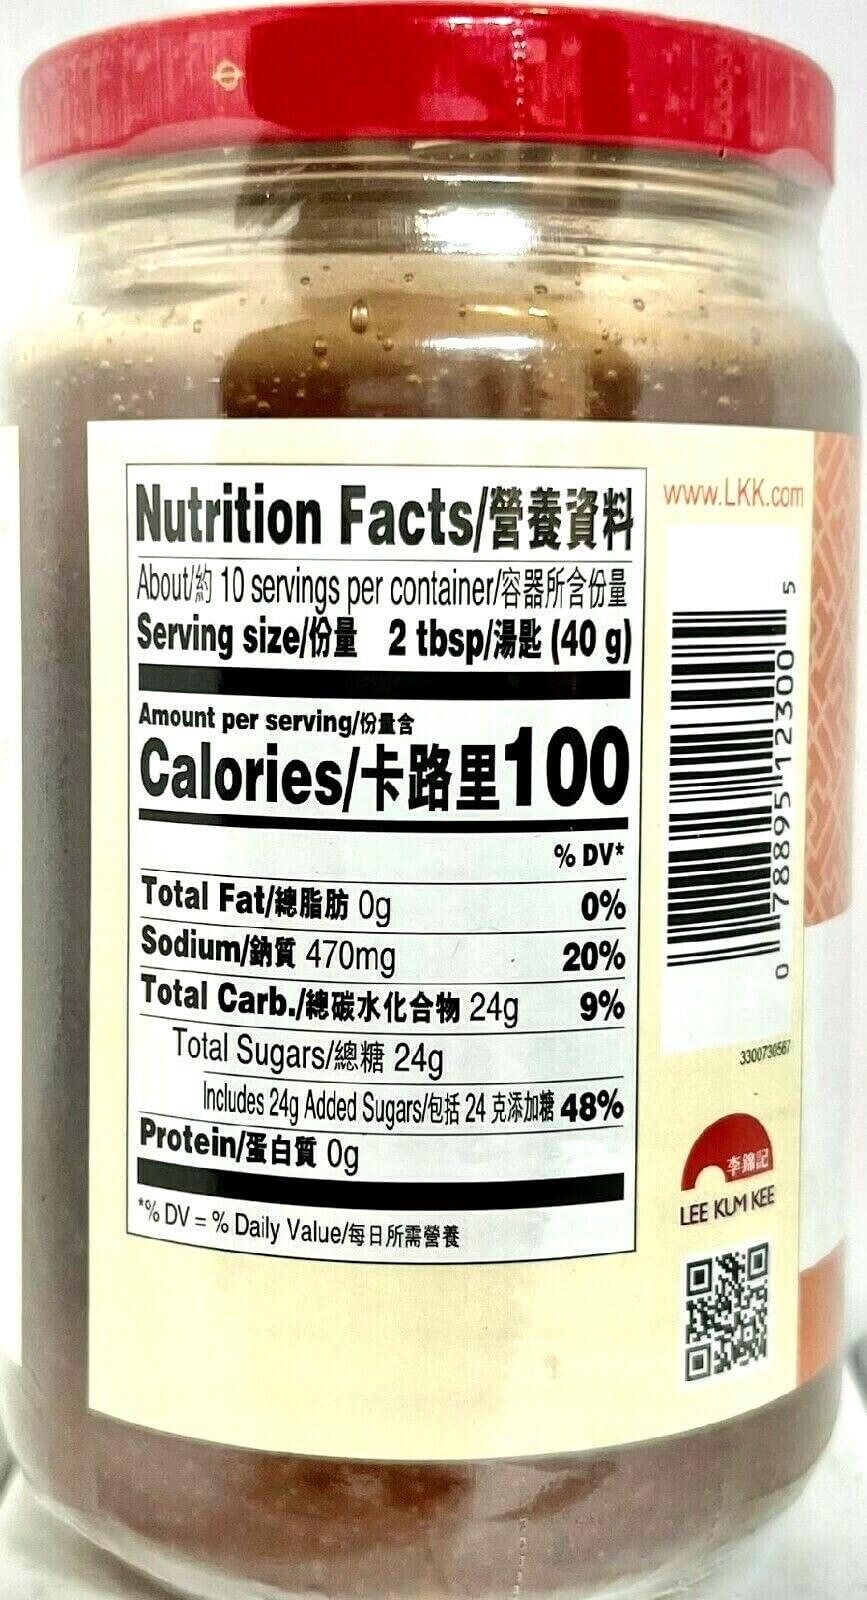 Nutrition Facts/營養資料
About/約 10 servings per container/容器所含份量
Serving size/份量 2 tbsp/湯匙 (40 g)
Amount per serving/份量含
Calories/卡路里100
% DV*
Total Fat/總脂肪 0g 0%
Sodium/鈉質 470mg 20%
Total Carb./總碳水化合物 24g 9%
Total Sugars/總糖 24g
Includes 24g Added Sugars/包括 24 克添加糖 48%
Protein/蛋白質 0g
*% DV = % Daily Value/每日所需營養
www.LKK.com
0 78895 12300 5
3300730567
李錦記
LEE KUM KEE